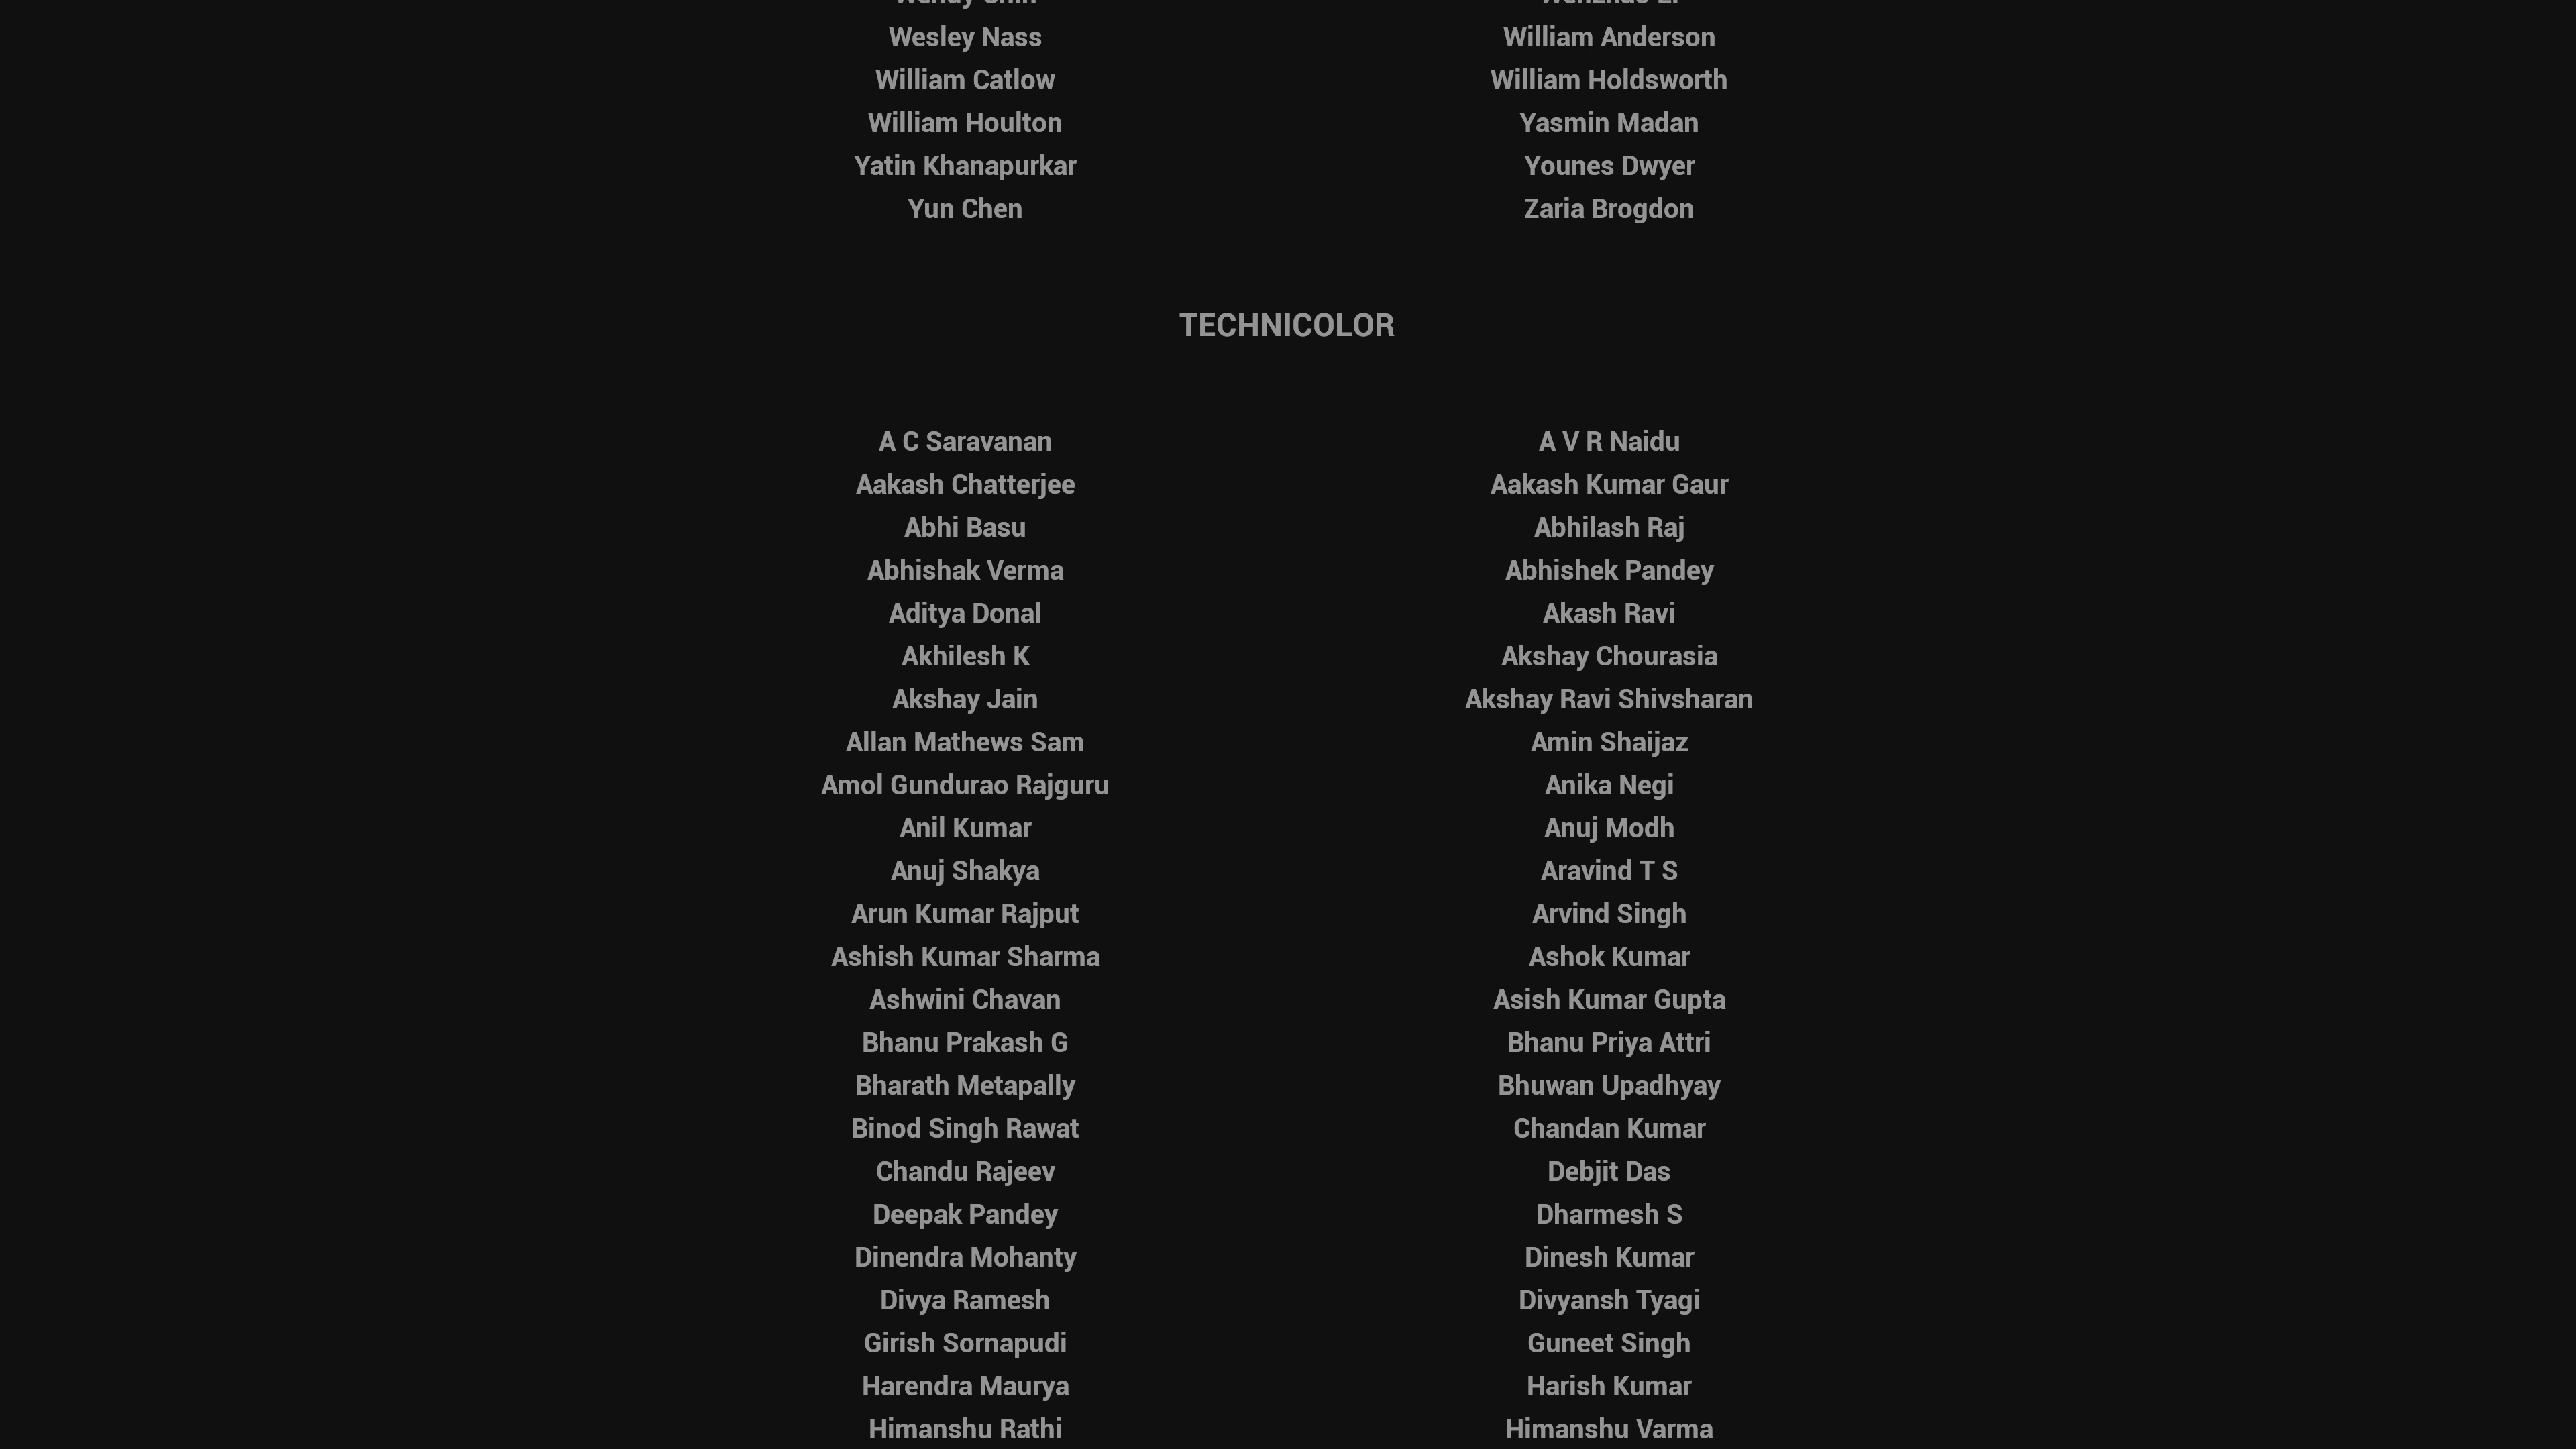 Wesley Nass William Anderson
William Catlow William Holdsworth
William Houlton Yasmin Madan
Yatin Khanapurkar Younes Dwyer
Yun Chen Zaria Brogdon
TECHNICOLOR
A C Saravanan A V R Naidu
Aakash Chatterjee Aakash Kumar Gaur
Abhi Basu Abhilash Raj
Abhishak Verma Abhishek Pandey
Aditya Donal Akash Ravi
Akhilesh K Akshay Chourasia
Akshay Jain Akshay Ravi Shivsharan
Allan Mathews Sam Amin Shaijaz
Amol Gundurao Rajguru Anika Negi
Anil Kumar Anuj Modh
Anuj Shakya Aravind T S
Arun Kumar Rajput Arvind Singh
Ashish Kumar Sharma Ashok Kumar
Ashwini Chavan Asish Kumar Gupta
Bhanu Prakash G Bhanu Priya Attri
Bharath Metapally Bhuwan Upadhyay
Binod Singh Rawat Chandan Kumar
Chandu Rajeev Debjit Das
Deepak Pandey Dharmesh S
Dinendra Mohanty Dinesh Kumar
Divya Ramesh Divyansh Tyagi
Girish Sornapudi Guneet Singh
Harendra Maurya Harish Kumar
Himanshu Rathi Himanshu Varma